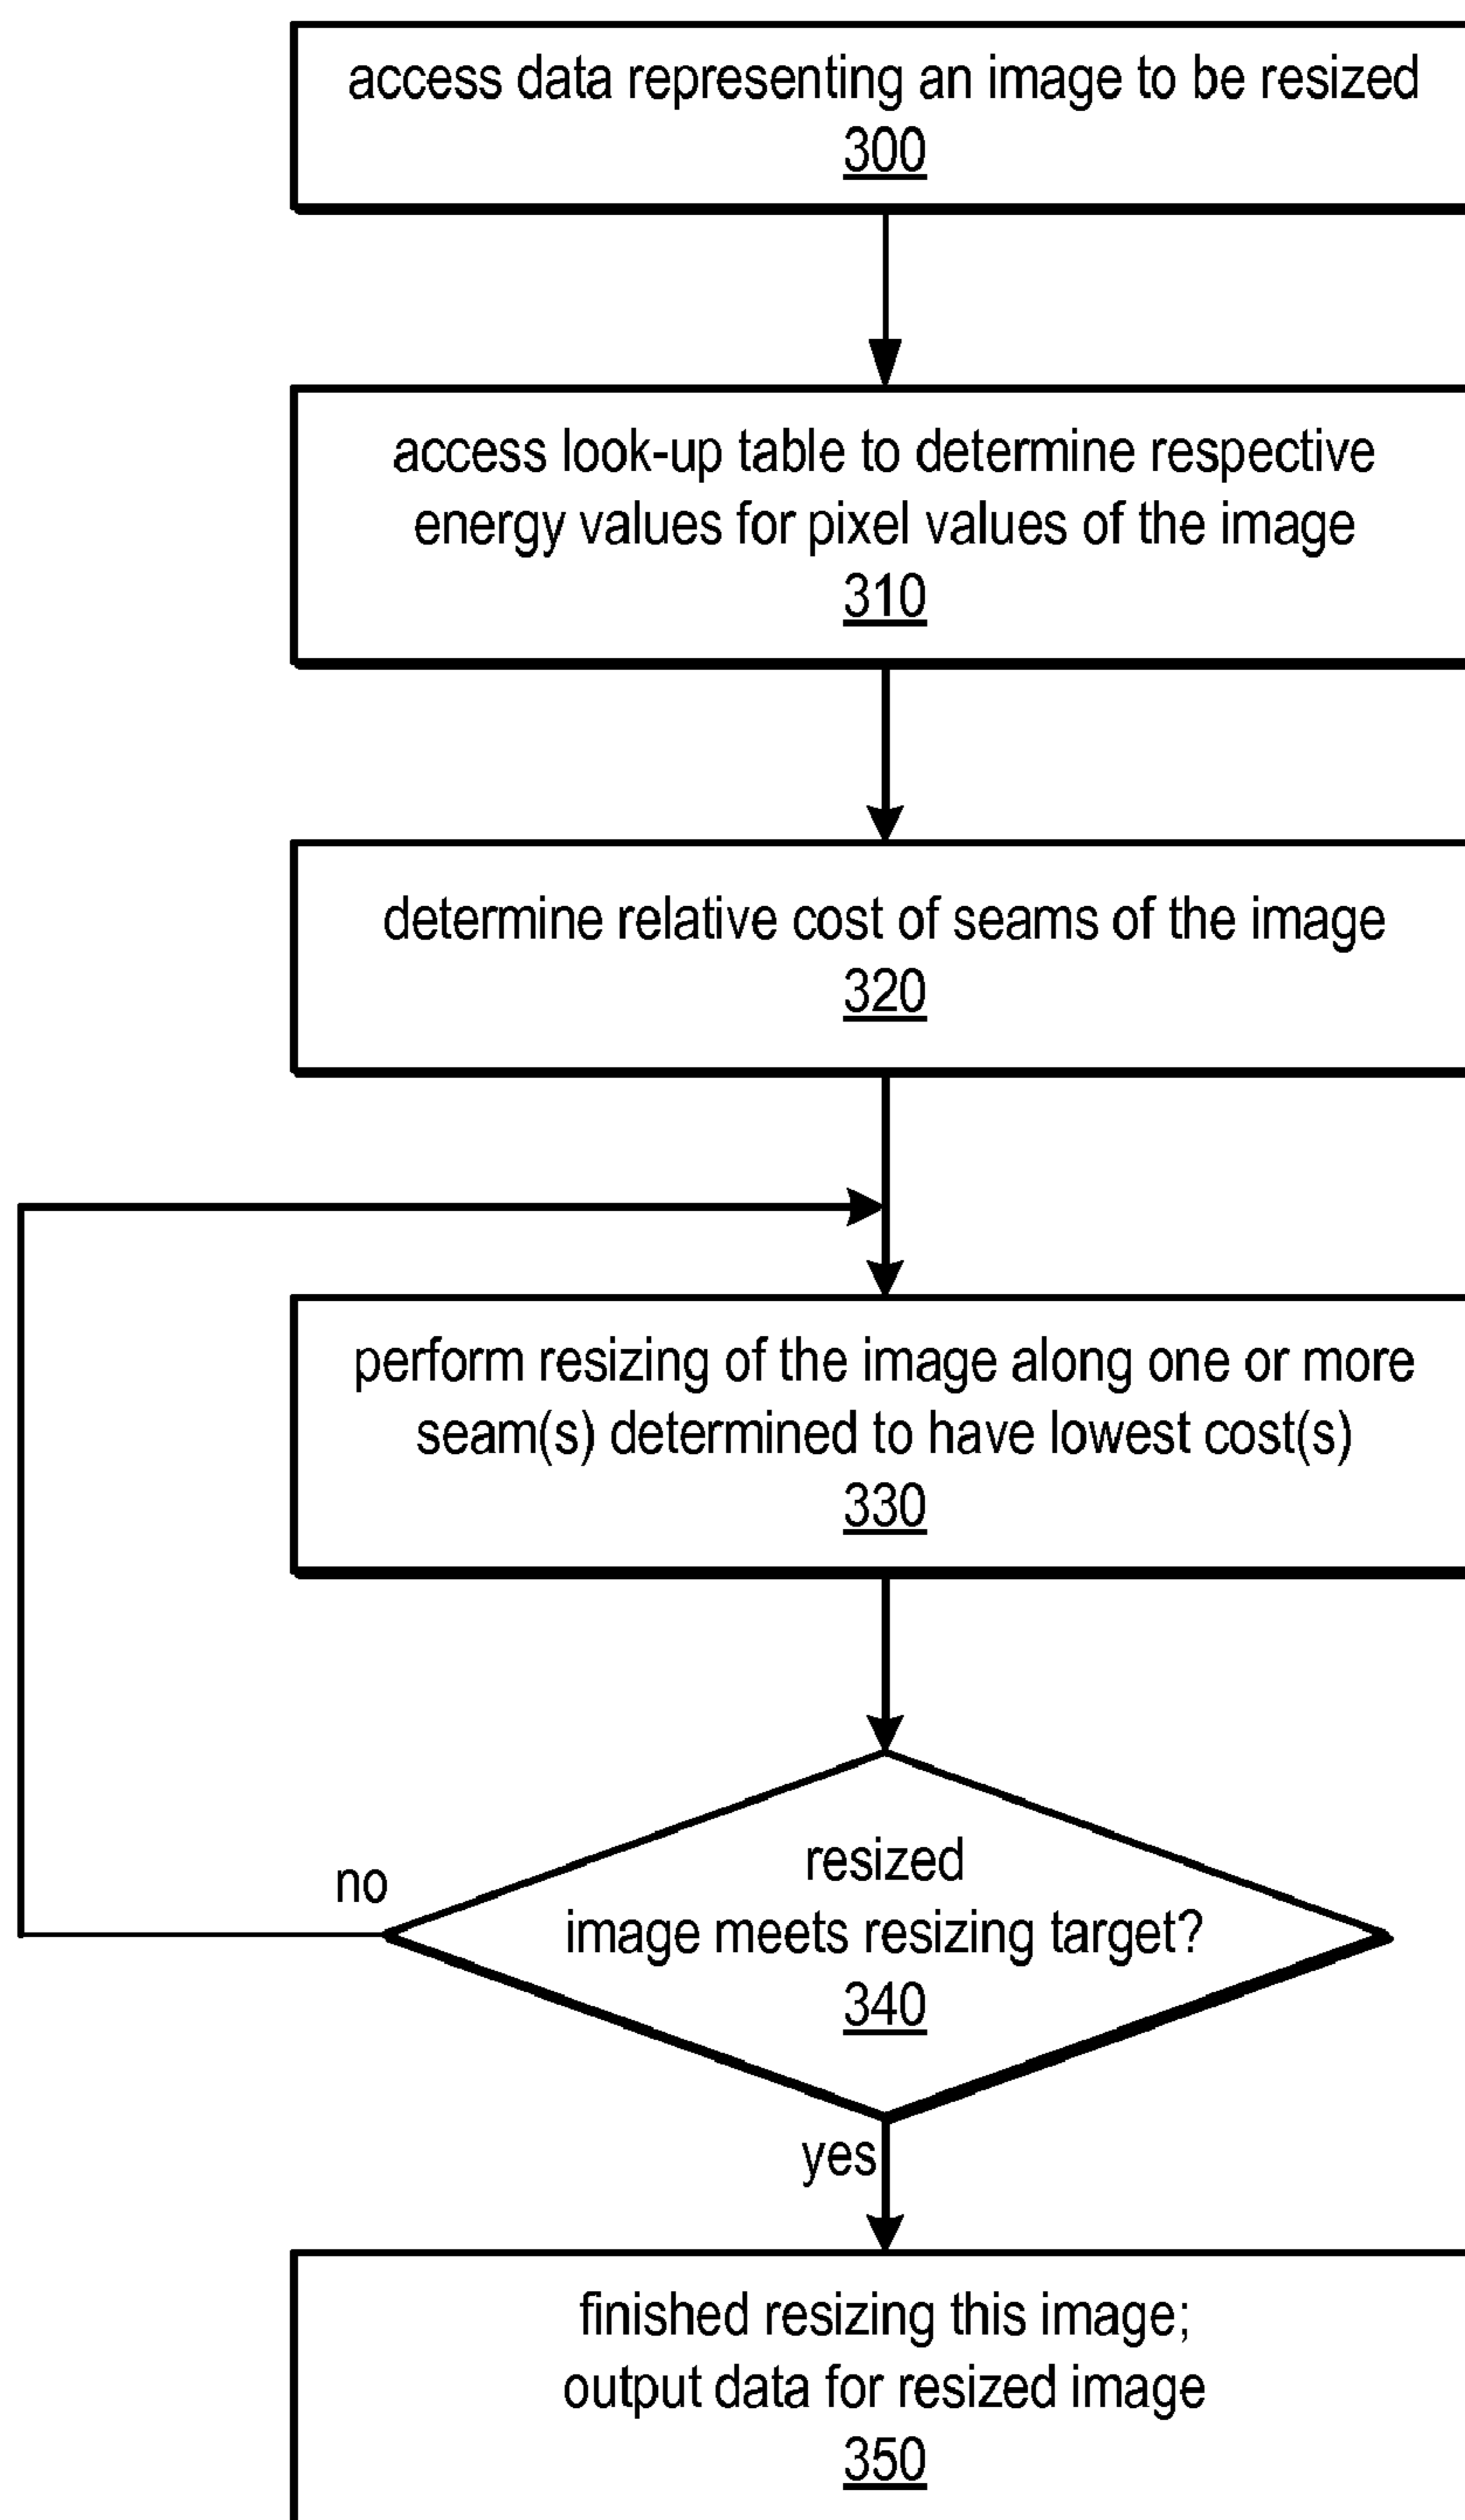 access data representing an image to be resized
300
access look-up table to determine respective
energy values for pixel values of the image
310
determine relative cost of seams of the image
320
perform resizing of the image along one or more
seam(s) determined to have lowest cost(s)
330
resized
image meets resizing target?
340
no
yes
finished resizing this image;
output data for resized image
350